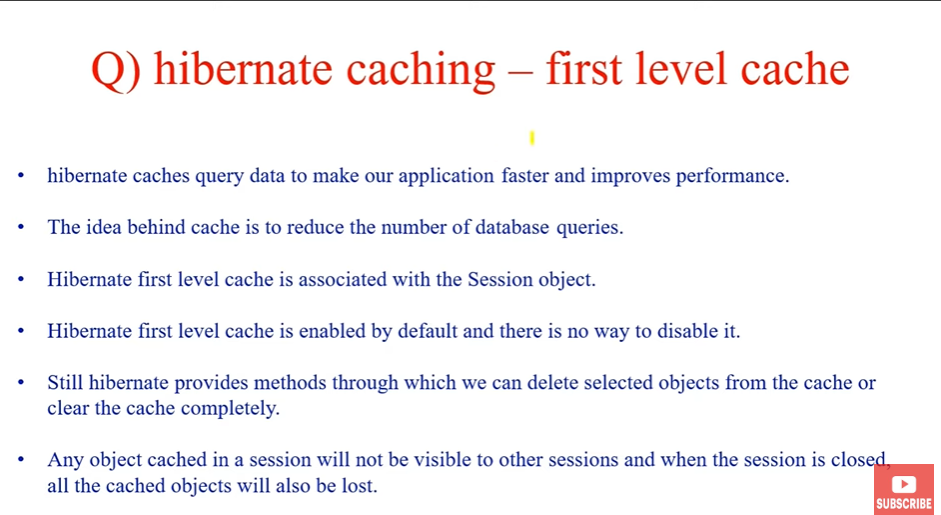 Q) hibernate caching – first level cache
• hibernate caches query data to make our application faster and improves performance.
• The idea behind cache is to reduce the number of database queries.
• Hibernate first level cache is associated with the Session object.
• Hibernate first level cache is enabled by default and there is no way to disable it.
• Still hibernate provides methods through which we can delete selected objects from the cache or
clear the cache completely.
• Any object cached in a session will not be visible to other sessions and when the session is closed,
all the cached objects will also be lost.
SUBSCRIBE